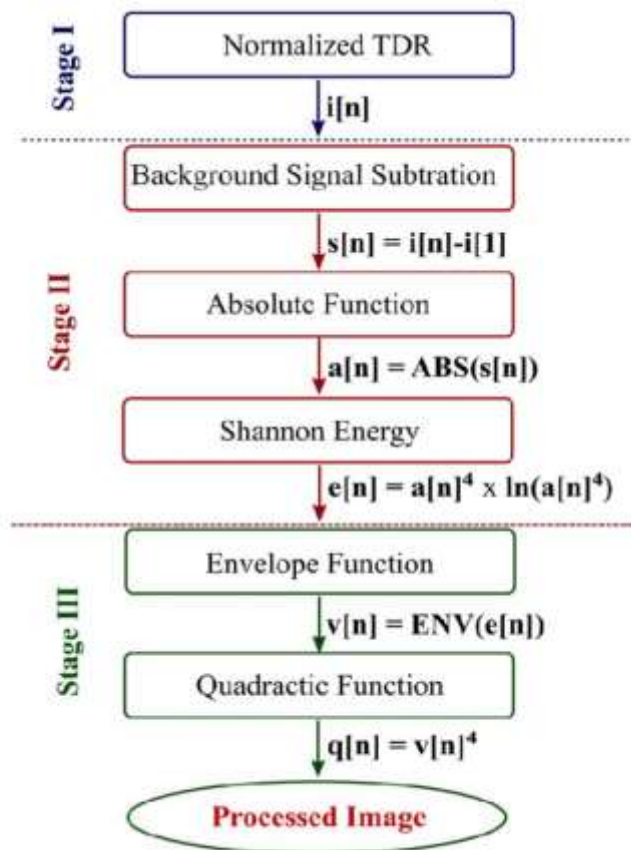 Stage I
Normalized TDR
i[n]
Stage II
Background Signal Subtration
s[n] = i[n]-i[1]
Absolute Function
a[n] = ABS(s[n])
Shannon Energy
e[n] = a[n]⁴ x ln(a[n]⁴)
Stage III
Envelope Function
v[n] = ENV(e[n])
Quadractic Function
q[n] = v[n]⁴
Processed Image